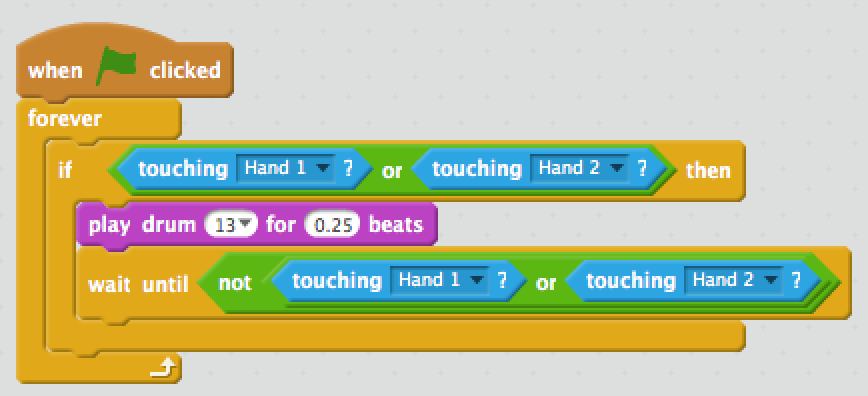 when clicked
forever
if touching Hand 1 ? or touching Hand 2 ? then
play drum 13 for 0.25 beats
wait until not touching Hand 1 ? or touching Hand 2 ?